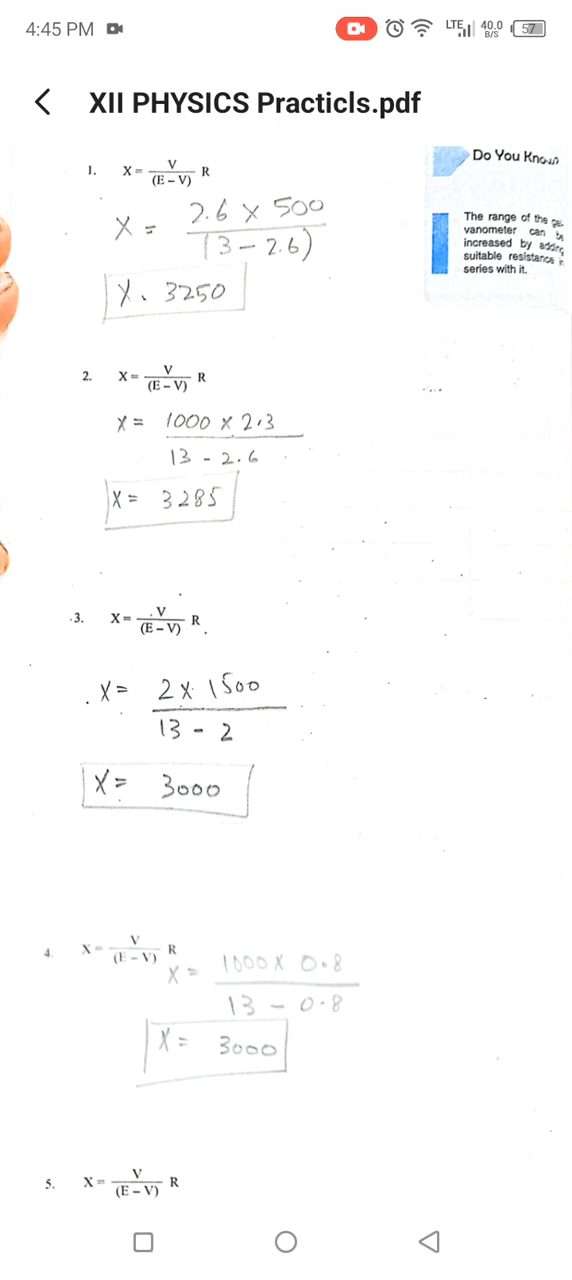 4:45 PM
LTE 40.0 B/S 57
XII PHYSICS Practicls.pdf
1. X = V / (E – V) R
X = 2.6 X 500 / (3 – 2.6)
X = 3250
Do You Know
The range of the gal-
vanometer can be
increased by adding
suitable resistance in
series with it.
2. X = V / (E – V) R
X = 1000 X 2.3 / 13 - 2.6
X = 3285
3. X = V / (E – V) R
X = 2 X 1500 / 13 - 2
X = 3000
4. X = V / (E – V) R
X = 1000 X 0.8 / 13 - 0.8
X = 3000
5. X = V / (E – V) R